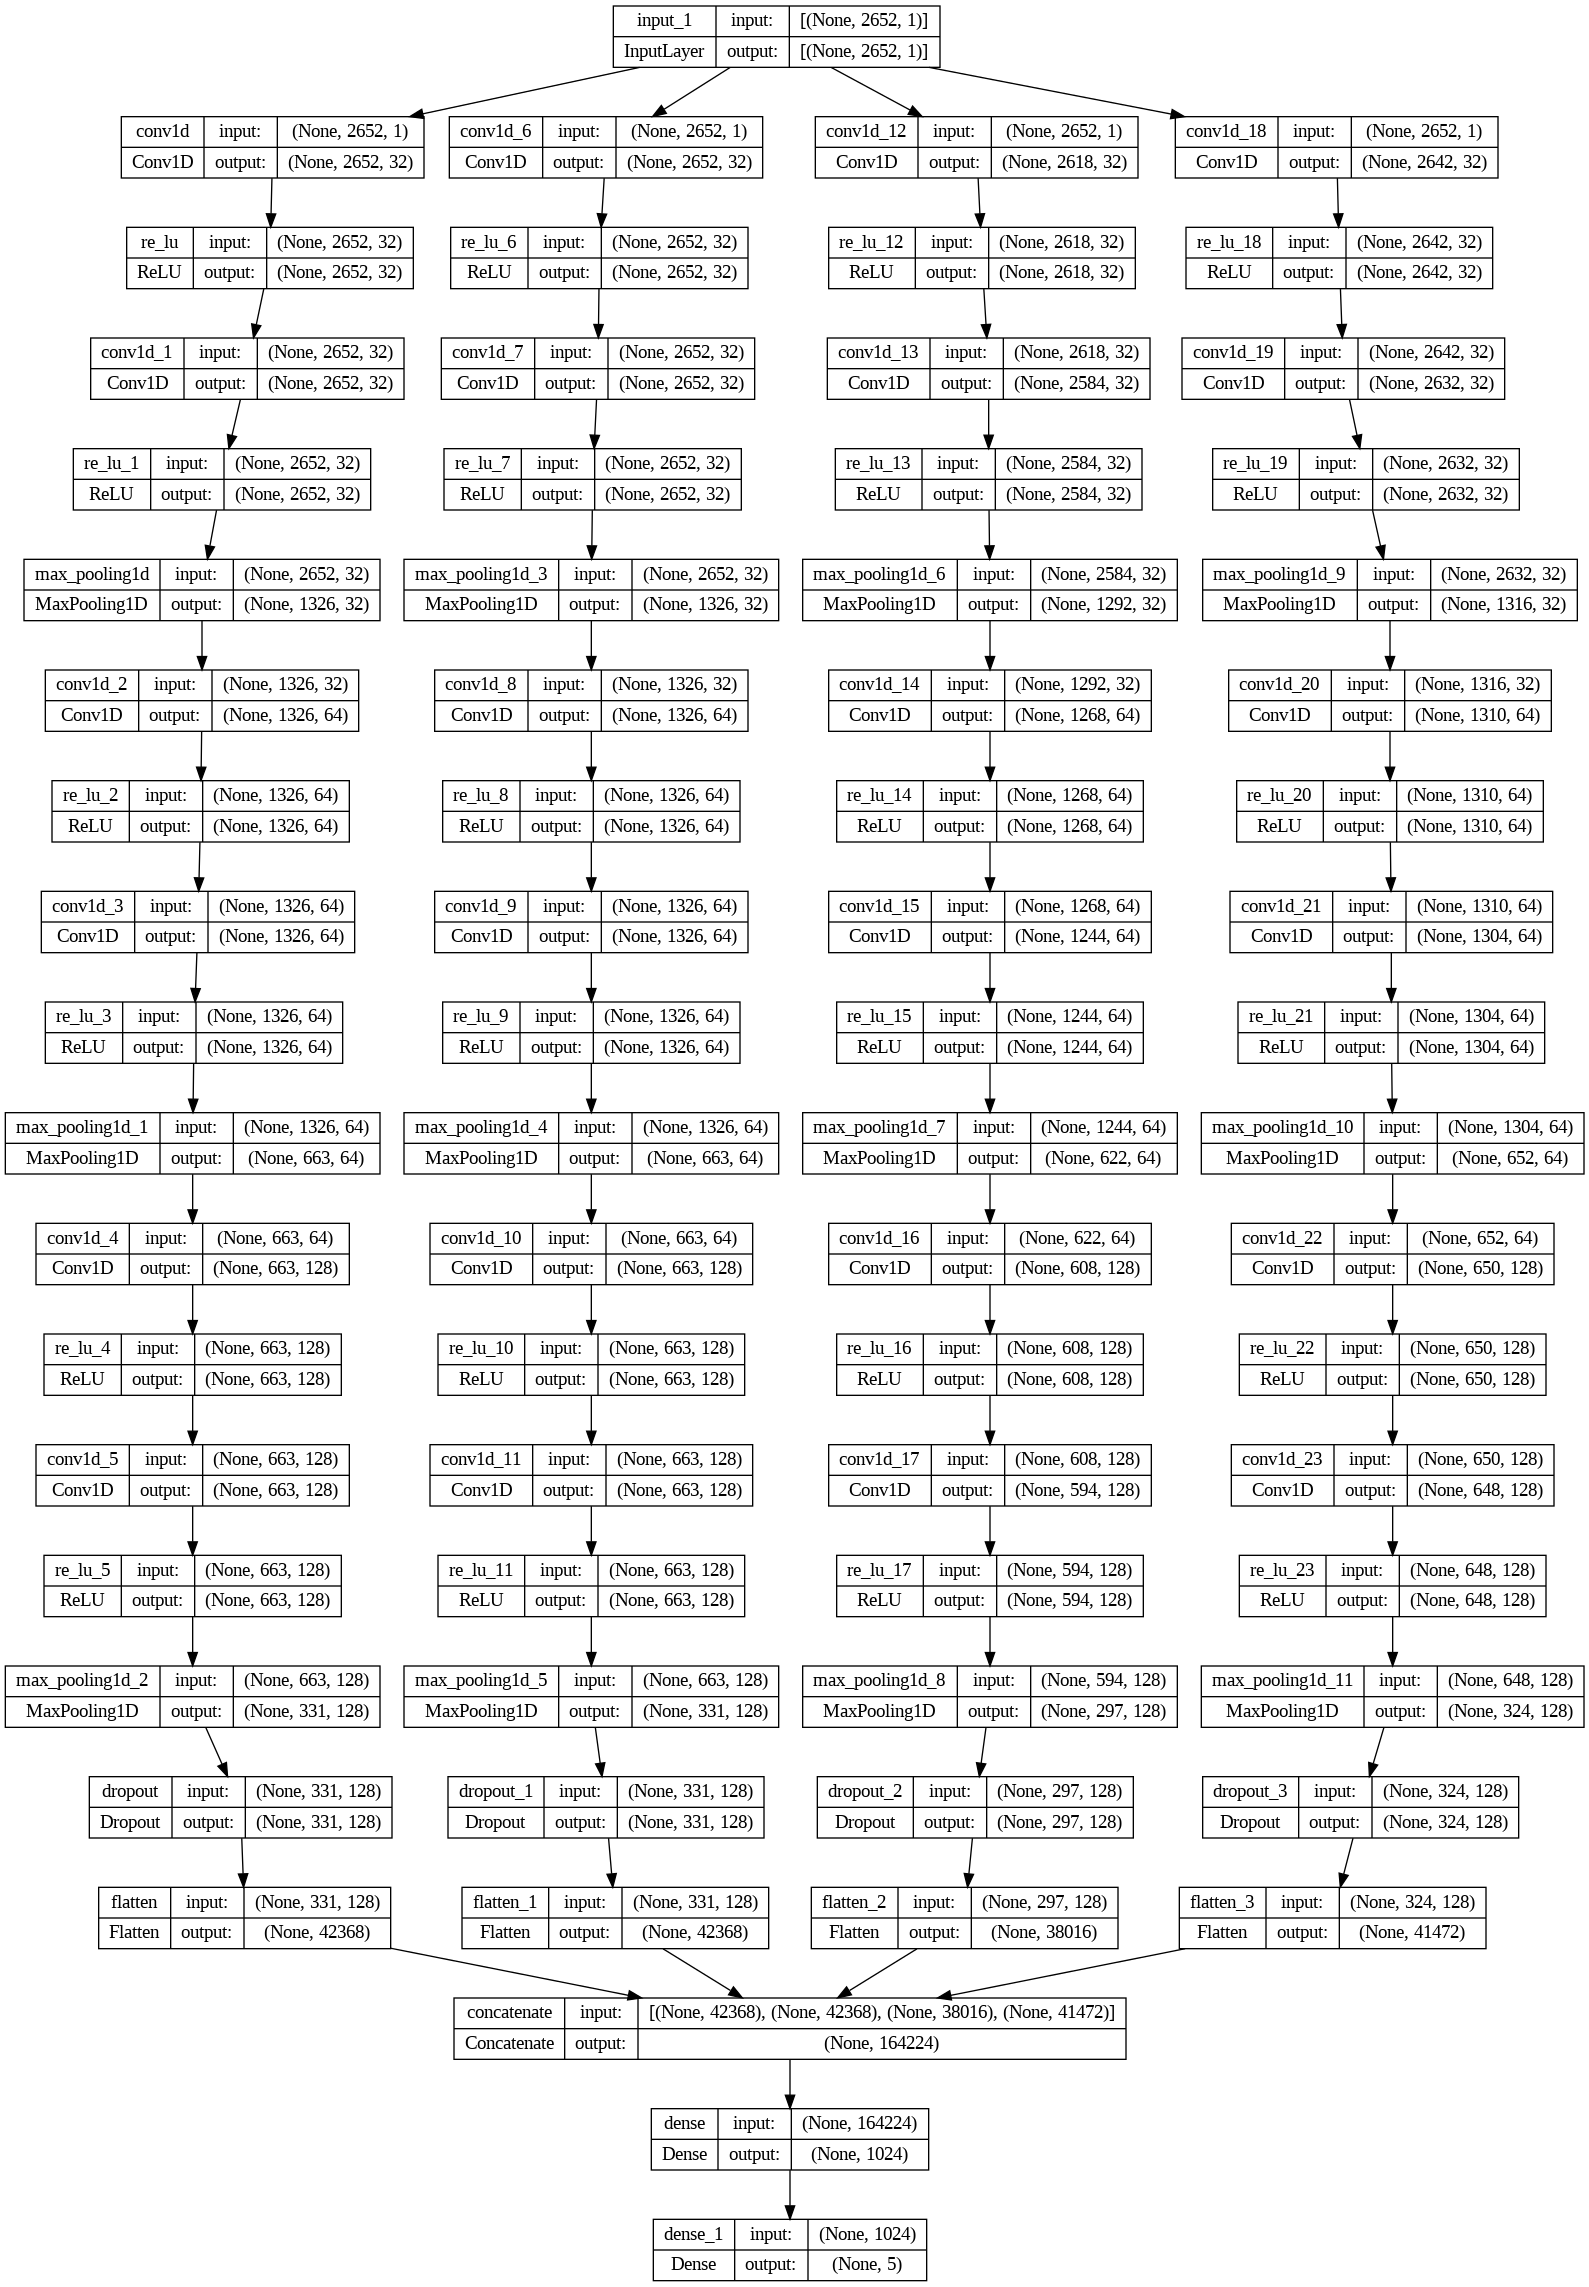 input_1 input: [(None, 2652, 1)]
InputLayer output: [(None, 2652, 1)]
conv1d input: (None, 2652, 1) conv1d_6 input: (None, 2652, 1) conv1d_12 input: (None, 2652, 1) conv1d_18 input: (None, 2652, 1)
Conv1D output: (None, 2652, 32) Conv1D output: (None, 2652, 32) Conv1D output: (None, 2618, 32) Conv1D output: (None, 2642, 32)
re_lu input: (None, 2652, 32) re_lu_6 input: (None, 2652, 32) re_lu_12 input: (None, 2618, 32) re_lu_18 input: (None, 2642, 32)
ReLU output: (None, 2652, 32) ReLU output: (None, 2652, 32) ReLU output: (None, 2618, 32) ReLU output: (None, 2642, 32)
conv1d_1 input: (None, 2652, 32) conv1d_7 input: (None, 2652, 32) conv1d_13 input: (None, 2618, 32) conv1d_19 input: (None, 2642, 32)
Conv1D output: (None, 2652, 32) Conv1D output: (None, 2652, 32) Conv1D output: (None, 2584, 32) Conv1D output: (None, 2632, 32)
re_lu_1 input: (None, 2652, 32) re_lu_7 input: (None, 2652, 32) re_lu_13 input: (None, 2584, 32) re_lu_19 input: (None, 2632, 32)
ReLU output: (None, 2652, 32) ReLU output: (None, 2652, 32) ReLU output: (None, 2584, 32) ReLU output: (None, 2632, 32)
max_pooling1d input: (None, 2652, 32) max_pooling1d_3 input: (None, 2652, 32) max_pooling1d_6 input: (None, 2584, 32) max_pooling1d_9 input: (None, 2632, 32)
MaxPooling1D output: (None, 1326, 32) MaxPooling1D output: (None, 1326, 32) MaxPooling1D output: (None, 1292, 32) MaxPooling1D output: (None, 1316, 32)
conv1d_2 input: (None, 1326, 32) conv1d_8 input: (None, 1326, 32) conv1d_14 input: (None, 1292, 32) conv1d_20 input: (None, 1316, 32)
Conv1D output: (None, 1326, 64) Conv1D output: (None, 1326, 64) Conv1D output: (None, 1268, 64) Conv1D output: (None, 1310, 64)
re_lu_2 input: (None, 1326, 64) re_lu_8 input: (None, 1326, 64) re_lu_14 input: (None, 1268, 64) re_lu_20 input: (None, 1310, 64)
ReLU output: (None, 1326, 64) ReLU output: (None, 1326, 64) ReLU output: (None, 1268, 64) ReLU output: (None, 1310, 64)
conv1d_3 input: (None, 1326, 64) conv1d_9 input: (None, 1326, 64) conv1d_15 input: (None, 1268, 64) conv1d_21 input: (None, 1310, 64)
Conv1D output: (None, 1326, 64) Conv1D output: (None, 1326, 64) Conv1D output: (None, 1244, 64) Conv1D output: (None, 1304, 64)
re_lu_3 input: (None, 1326, 64) re_lu_9 input: (None, 1326, 64) re_lu_15 input: (None, 1244, 64) re_lu_21 input: (None, 1304, 64)
ReLU output: (None, 1326, 64) ReLU output: (None, 1326, 64) ReLU output: (None, 1244, 64) ReLU output: (None, 1304, 64)
max_pooling1d_1 input: (None, 1326, 64) max_pooling1d_4 input: (None, 1326, 64) max_pooling1d_7 input: (None, 1244, 64) max_pooling1d_10 input: (None, 1304, 64)
MaxPooling1D output: (None, 663, 64) MaxPooling1D output: (None, 663, 64) MaxPooling1D output: (None, 622, 64) MaxPooling1D output: (None, 652, 64)
conv1d_4 input: (None, 663, 64) conv1d_10 input: (None, 663, 64) conv1d_16 input: (None, 622, 64) conv1d_22 input: (None, 652, 64)
Conv1D output: (None, 663, 128) Conv1D output: (None, 663, 128) Conv1D output: (None, 608, 128) Conv1D output: (None, 650, 128)
re_lu_4 input: (None, 663, 128) re_lu_10 input: (None, 663, 128) re_lu_16 input: (None, 608, 128) re_lu_22 input: (None, 650, 128)
ReLU output: (None, 663, 128) ReLU output: (None, 663, 128) ReLU output: (None, 608, 128) ReLU output: (None, 650, 128)
conv1d_5 input: (None, 663, 128) conv1d_11 input: (None, 663, 128) conv1d_17 input: (None, 608, 128) conv1d_23 input: (None, 650, 128)
Conv1D output: (None, 663, 128) Conv1D output: (None, 663, 128) Conv1D output: (None, 594, 128) Conv1D output: (None, 648, 128)
re_lu_5 input: (None, 663, 128) re_lu_11 input: (None, 663, 128) re_lu_17 input: (None, 594, 128) re_lu_23 input: (None, 648, 128)
ReLU output: (None, 663, 128) ReLU output: (None, 663, 128) ReLU output: (None, 594, 128) ReLU output: (None, 648, 128)
max_pooling1d_2 input: (None, 663, 128) max_pooling1d_5 input: (None, 663, 128) max_pooling1d_8 input: (None, 594, 128) max_pooling1d_11 input: (None, 648, 128)
MaxPooling1D output: (None, 331, 128) MaxPooling1D output: (None, 331, 128) MaxPooling1D output: (None, 297, 128) MaxPooling1D output: (None, 324, 128)
dropout input: (None, 331, 128) dropout_1 input: (None, 331, 128) dropout_2 input: (None, 297, 128) dropout_3 input: (None, 324, 128)
Dropout output: (None, 331, 128) Dropout output: (None, 331, 128) Dropout output: (None, 297, 128) Dropout output: (None, 324, 128)
flatten input: (None, 331, 128) flatten_1 input: (None, 331, 128) flatten_2 input: (None, 297, 128) flatten_3 input: (None, 324, 128)
Flatten output: (None, 42368) Flatten output: (None, 42368) Flatten output: (None, 38016) Flatten output: (None, 41472)
concatenate input: [(None, 42368), (None, 42368), (None, 38016), (None, 41472)]
Concatenate output: (None, 164224)
dense input: (None, 164224)
Dense output: (None, 1024)
dense_1 input: (None, 1024)
Dense output: (None, 5)